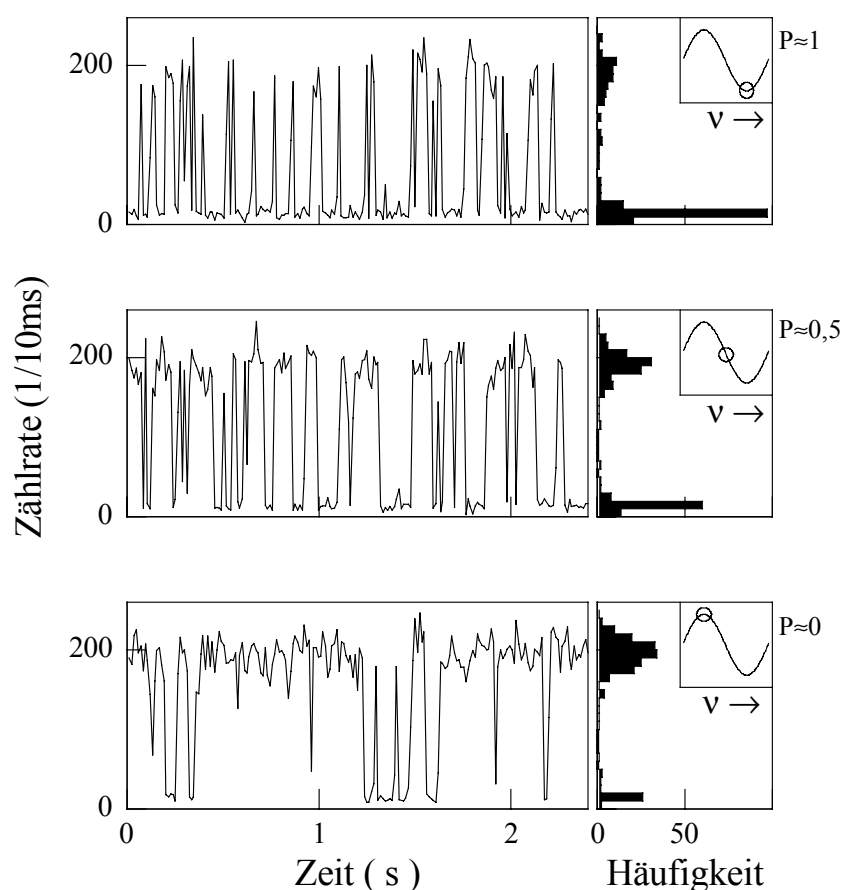 200
0
ν →
P≈1
Zählrate (1/10ms)
200
0
ν →
P≈0,5
200
0
ν →
P≈0
0 1 2
0 50
Zeit ( s )
Häufigkeit